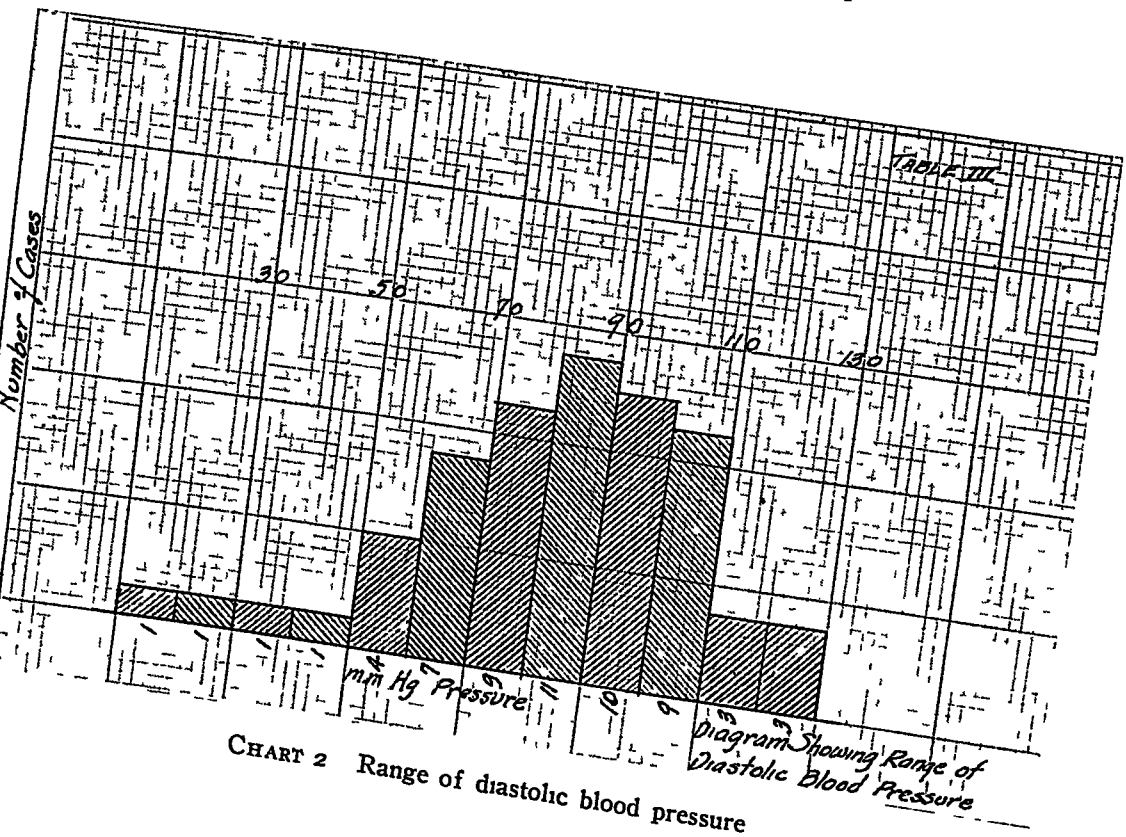 TABLE III
Number of Cases
30 50 70 90 110 130
1 1 1 1 4 7 9 11 10 9 3 3
mm Hg Pressure
Diagram Showing Range of
Diastolic Blood Pressure
CHART 2 Range of diastolic blood pressure